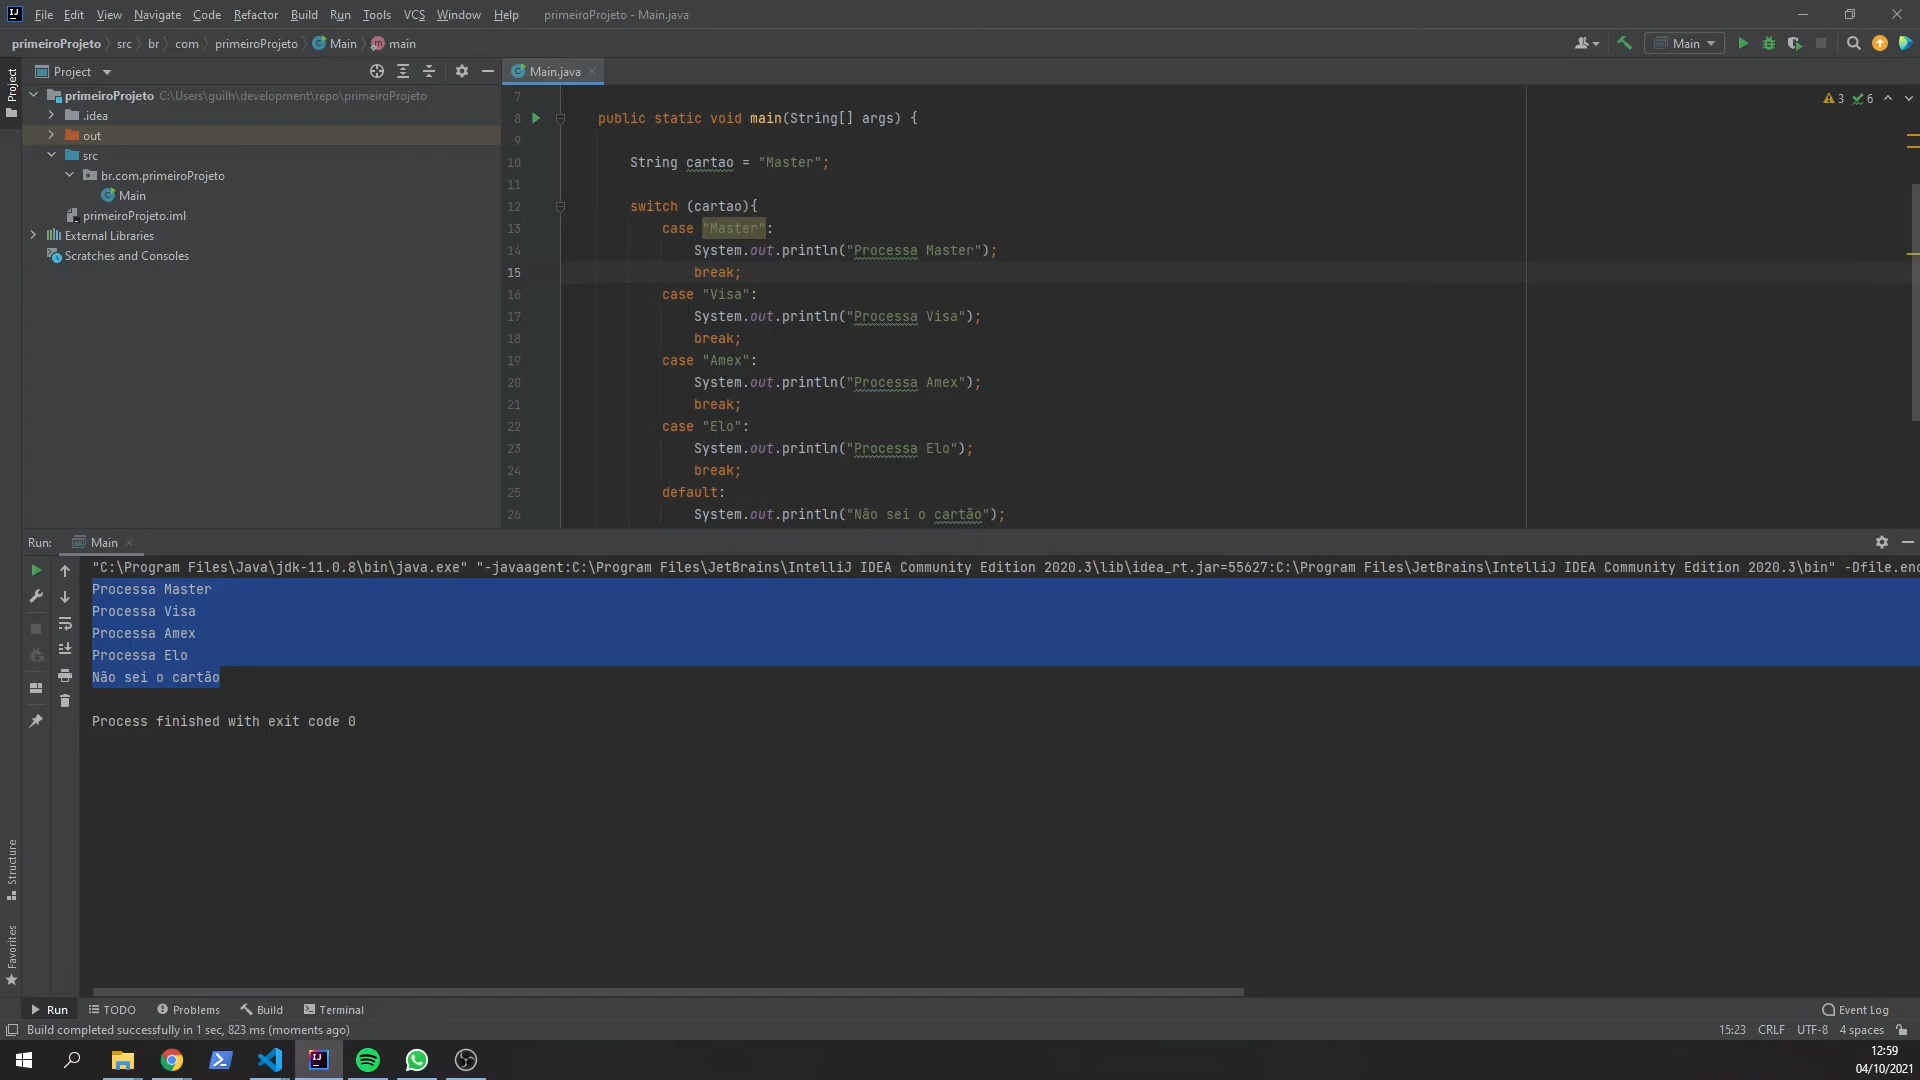 File Edit View Navigate Code Refactor Build Run Tools VCS Window Help primeiroProjeto - Main.java
primeiroProjeto src br com primeiroProjeto Main main
Main
Project
Project
Main.java
primeiroProjeto C:\Users\guilh\development\repo\primeiroProjeto
.idea
out
src
br.com.primeiroProjeto
Main
primeiroProjeto.iml
External Libraries
Scratches and Consoles
3 6
7
8 public static void main(String[] args) {
9
10 String cartao = "Master";
11
12 switch (cartao){
13 case "Master":
14 System.out.println("Processa Master");
15 break;
16 case "Visa":
17 System.out.println("Processa Visa");
18 break;
19 case "Amex":
20 System.out.println("Processa Amex");
21 break;
22 case "Elo":
23 System.out.println("Processa Elo");
24 break;
25 default:
26 System.out.println("Não sei o cartão");
Run: Main
"C:\Program Files\Java\jdk-11.0.8\bin\java.exe" "-javaagent:C:\Program Files\JetBrains\IntelliJ IDEA Community Edition 2020.3\lib\idea_rt.jar=55627:C:\Program Files\JetBrains\IntelliJ IDEA Community Edition 2020.3\bin" -Dfile.enc
Processa Master
Processa Visa
Processa Amex
Processa Elo
Não sei o cartão
Process finished with exit code 0
Structure
Favorites
Run TODO Problems Build Terminal Event Log
Build completed successfully in 1 sec, 823 ms (moments ago) 15:23 CRLF UTF-8 4 spaces
12:59
04/10/2021